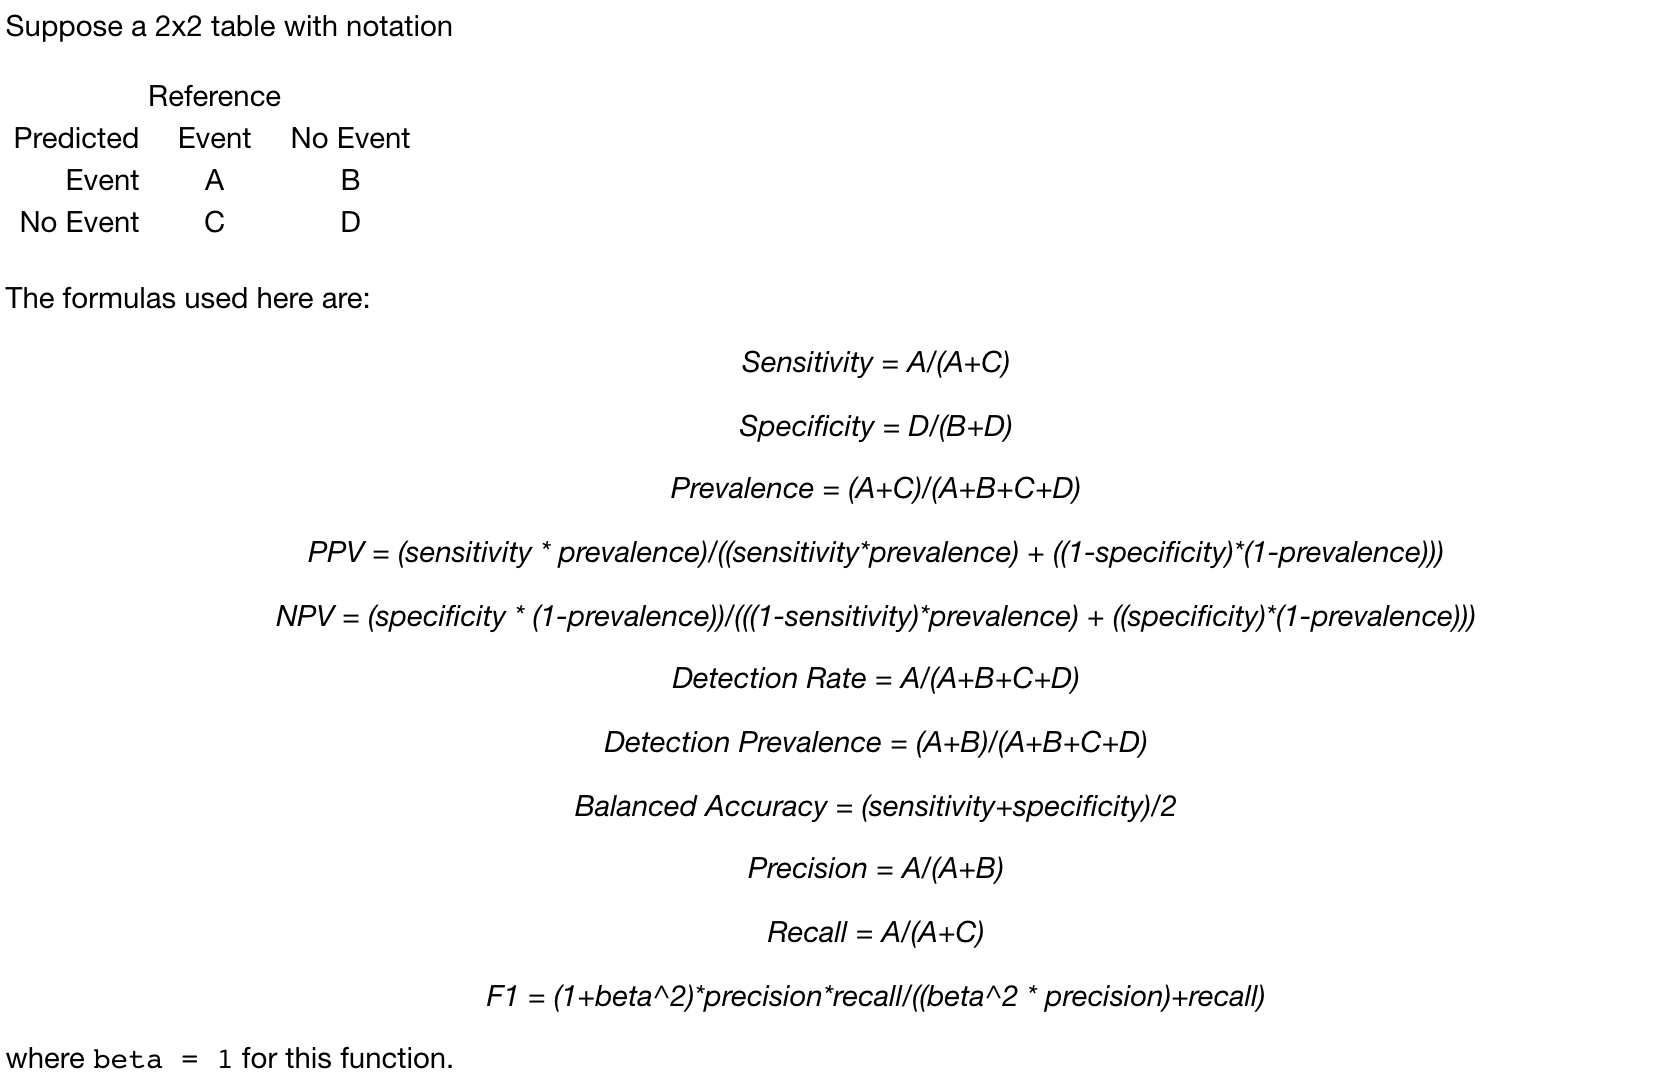 Suppose a 2x2 table with notation
Reference
Predicted Event No Event
Event A B
No Event C D
The formulas used here are:
Sensitivity = A/(A+C)
Specificity = D/(B+D)
Prevalence = (A+C)/(A+B+C+D)
PPV = (sensitivity * prevalence)/((sensitivity*prevalence) + ((1-specificity)*(1-prevalence)))
NPV = (specificity * (1-prevalence))/(((1-sensitivity)*prevalence) + ((specificity)*(1-prevalence)))
Detection Rate = A/(A+B+C+D)
Detection Prevalence = (A+B)/(A+B+C+D)
Balanced Accuracy = (sensitivity+specificity)/2
Precision = A/(A+B)
Recall = A/(A+C)
F1 = (1+beta^2)*precision*recall/((beta^2 * precision)+recall)
where beta = 1 for this function.